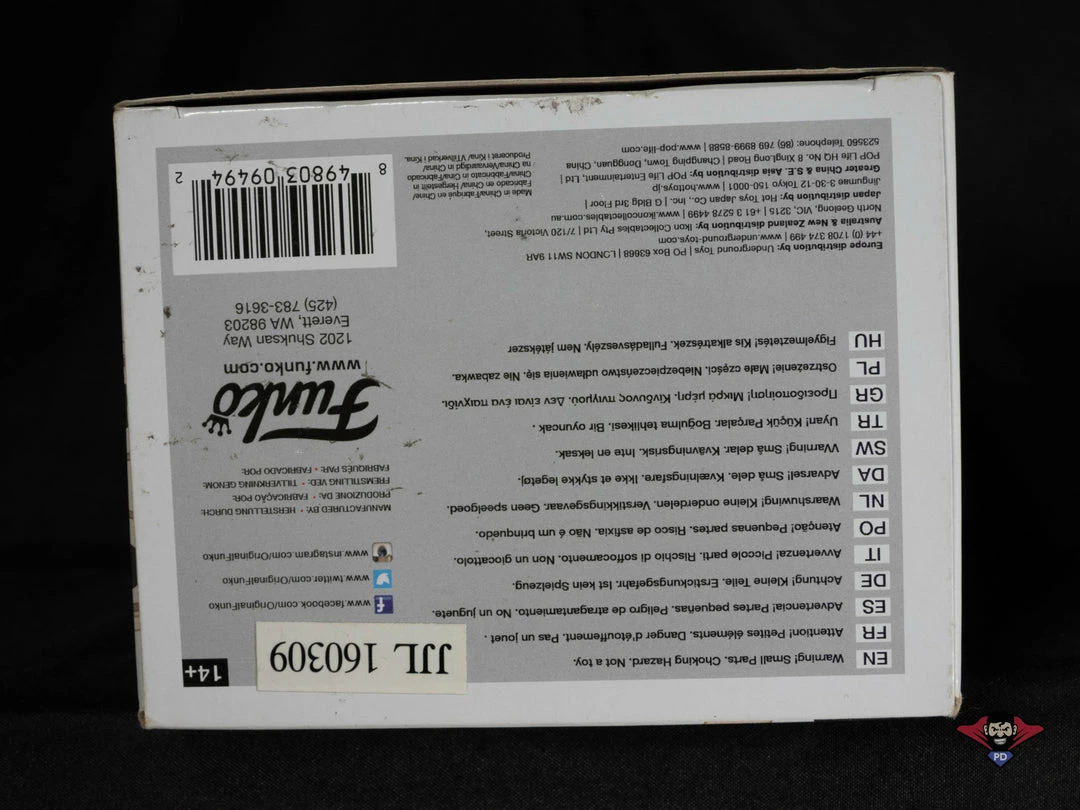 EN Warning! Small Parts. Choking Hazard. Not a toy.
FR Attention! Petites éléments. Danger d'étouffement. Pas un jouet .
ES Advertencia! Partes pequeñas. Peligro de atragantamiento. No un juguete.
DE Achtung! Kleine Teile. Erstickungsgefahr. Ist kein Spielzeug.
IT Avvertenza! Piccole parti. Rischio di soffocamento. Non un giocattolo.
PO Atenção! Pequenas partes. Risco de asfixia. Não é um brinquedo.
NL Waarshuwing! Kleine onderdelen. Verstikkingsgevaar. Geen speelgoed.
DA Advarsel! Små dele. Kvælningsfare. Ikke et stykke legetøj.
SW Warning! Små delar. Kvävningsrisk. Inte en leksak.
TR Uyarı! Küçük Parçalar. Boğulma tehlikesi. Bir oyuncak .
GR Προειδοποίηση! Μικρά μέρη. Κίνδυνος πνιγμού. Δεν είναι ένα παιχνίδι.
PL Ostrzeżenie! Małe części. Niebezpieczeństwo udławienia się. Nie zabawka.
HU Figyelmeztetés! Kis alkatrészek. Fulladásveszély. Nem játékszer
Europe distribution by: Underground Toys | PO Box 63668 | LONDON SW11 9AR
+44 (0) 1708 374 499 | www.underground-toys.com
Australia & New Zealand distribution by: Ikon Collectables Pty Ltd | 7/120 Victoria Street,
North Geelong, VIC, 3215 | +61 3 5278 4499 | www.ikoncollectables.com.au
Japan distribution by: Hot Toys Japan Co., Inc. | G Bldg 3rd Floor |
Jingumae 3-30-12 Tokyo 150-0001 | www.hottoys.jp
Greater China & S.E. Asia distribution by: POP Life Entertainment, Ltd |
POP Life HQ No. 8 XingLong Road | Changping Town, Dongguan, China
523560 Telephone: (86) 769 8999-8588 | www.pop-life.com
14+
JJL 160309
www.facebook.com/OriginalFunko
www.twitter.com/OriginalFunko
www.instagram.com/OriginalFunko
MANUFACTURED BY: • HERSTELLUNG DURCH:
PRODUZIONE DA: • FABRICAÇÃO POR:
FREMSTILLING VED: • TILLVERKNING GENOM:
FABRIQUÉS PAR: • FABRICADO POR:
Funko
www.funko.com
1202 Shuksan Way
Everett, WA 98203
(425) 783-3616
Made in China/Fabriqué en Chine/
Fabricado en China/ Hergestellt in
China/Fabbricato in Cina/Fabricado
na China/Vervaardigd in China/
Produceret i Kina/ Tillverkad i Kina.
8 49803 09494 2
PD